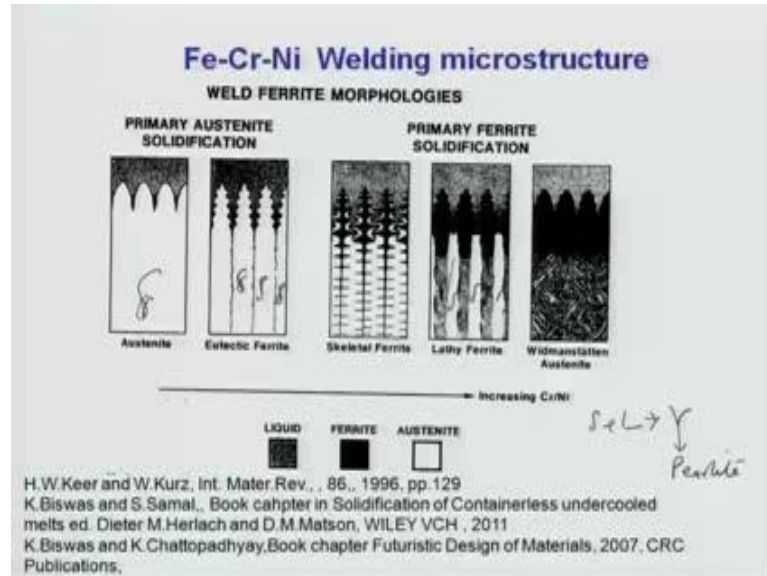 Fe-Cr-Ni Welding microstructure
WELD FERRITE MORPHOLOGIES
PRIMARY AUSTENITE
SOLIDIFICATION
PRIMARY FERRITE
SOLIDIFICATION
Austenite
Eutectic Ferrite
Skeletal Ferrite
Lathy Ferrite
Widmanstätten
Austenite
Increasing Cr/Ni
LIQUID
FERRITE
AUSTENITE
Pearlite
H.W.Keer and W.Kurz, Int. Mater.Rev., , 86,, 1996, pp.129
K.Biswas and S.Samal,, Book cahpter in Solidification of Containerless undercooled
melts ed. Dieter M.Herlach and D.M.Matson, WILEY VCH , 2011
K.Biswas and K.Chattopadhyay,Book chapter Futuristic Design of Materials, 2007, CRC
Publications,